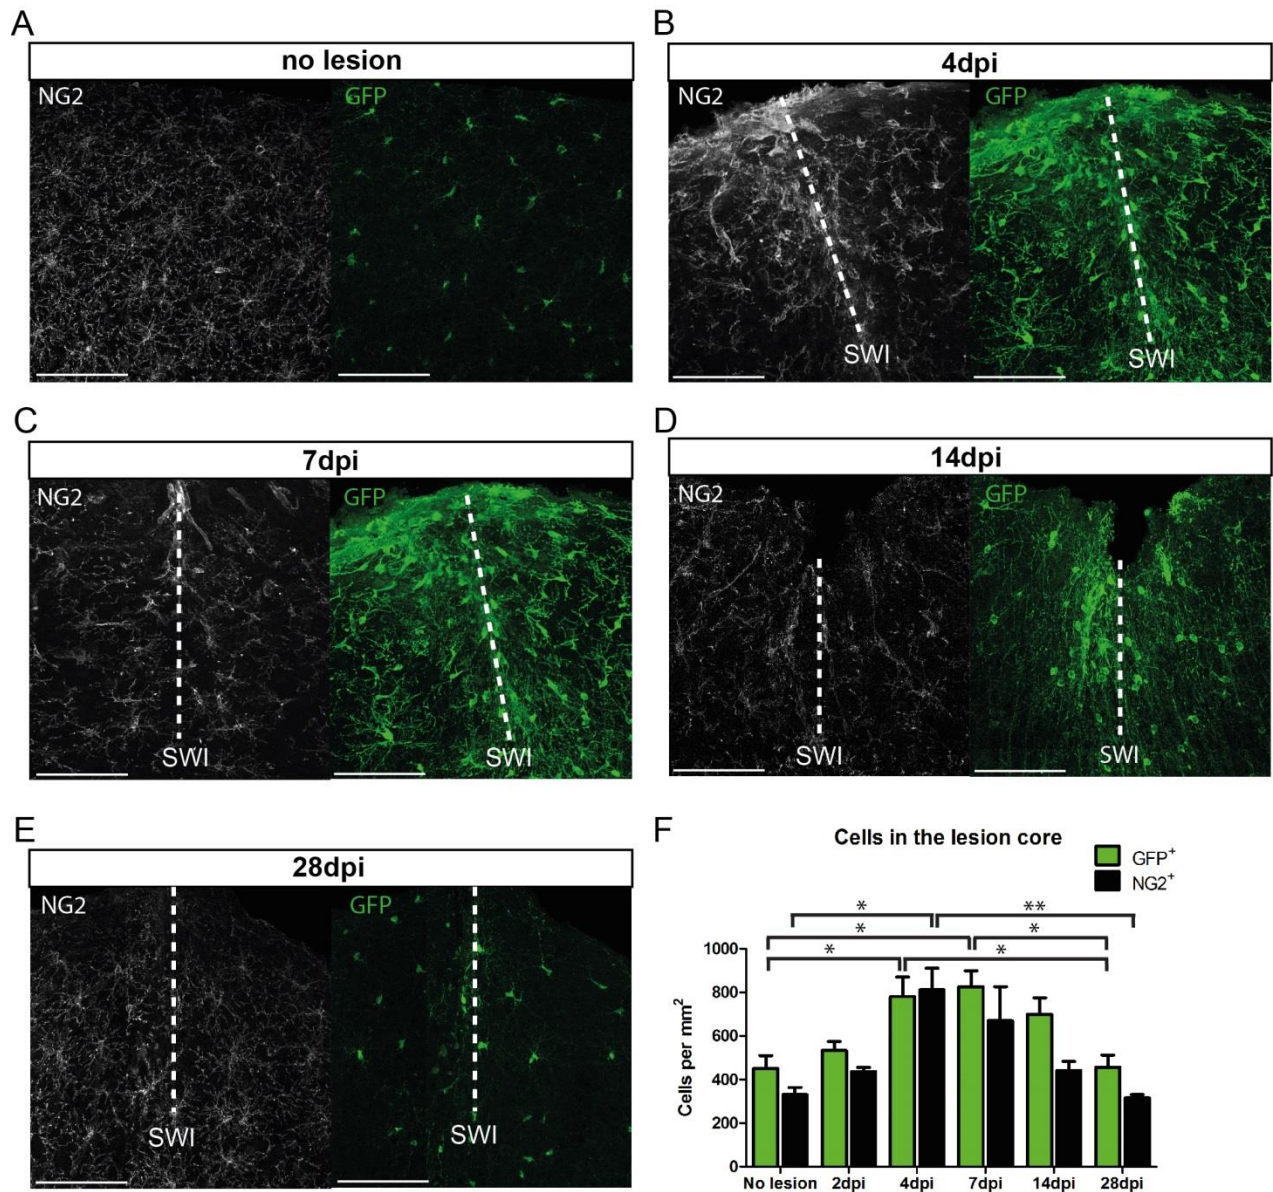 A
no lesion
NG2
GFP
B
4dpi
NG2
GFP
SWI
SWI
C
7dpi
NG2
GFP
SWI
SWI
D
14dpi
NG2
GFP
SWI
SWI
E
28dpi
NG2
GFP
SWI
SWI
F
Cells in the lesion core
GFP+
NG2+
* **
* *
* *
Cells per mm2
1000
800
600
400
200
0
No lesion 2dpi 4dpi 7dpi 14dpi 28dpi